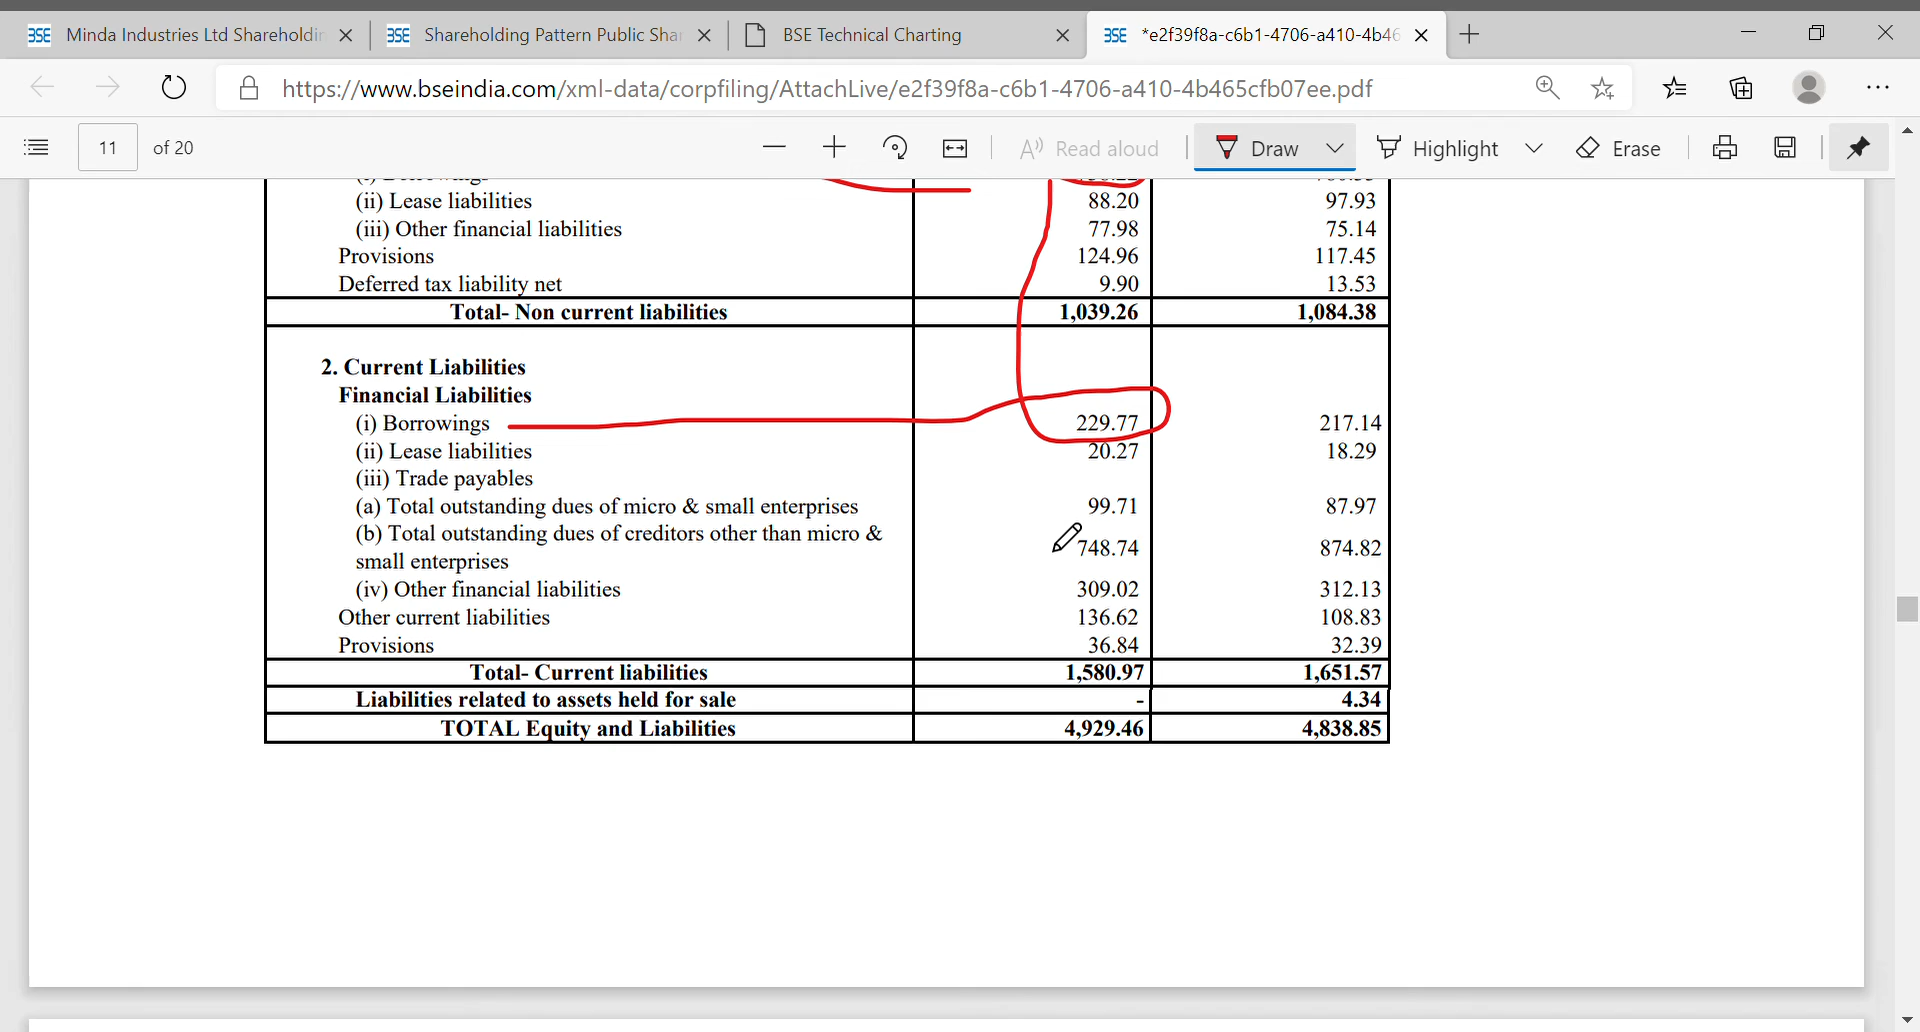 Minda Industries Ltd Shareholdin
Shareholding Pattern Public Shar
BSE Technical Charting
*e2f39f8a-c6b1-4706-a410-4b46
https://www.bseindia.com/xml-data/corpfiling/AttachLive/e2f39f8a-c6b1-4706-a410-4b465cfb07ee.pdf
11 of 20
Read aloud
Draw
Highlight
Erase
(ii) Lease liabilities 88.20 97.93
(iii) Other financial liabilities 77.98 75.14
Provisions 124.96 117.45
Deferred tax liability net 9.90 13.53
Total- Non current liabilities 1,039.26 1,084.38
2. Current Liabilities
Financial Liabilities
(i) Borrowings 229.77 217.14
(ii) Lease liabilities 20.27 18.29
(iii) Trade payables
(a) Total outstanding dues of micro & small enterprises 99.71 87.97
(b) Total outstanding dues of creditors other than micro &
small enterprises 748.74 874.82
(iv) Other financial liabilities 309.02 312.13
Other current liabilities 136.62 108.83
Provisions 36.84 32.39
Total- Current liabilities 1,580.97 1,651.57
Liabilities related to assets held for sale - 4.34
TOTAL Equity and Liabilities 4,929.46 4,838.85